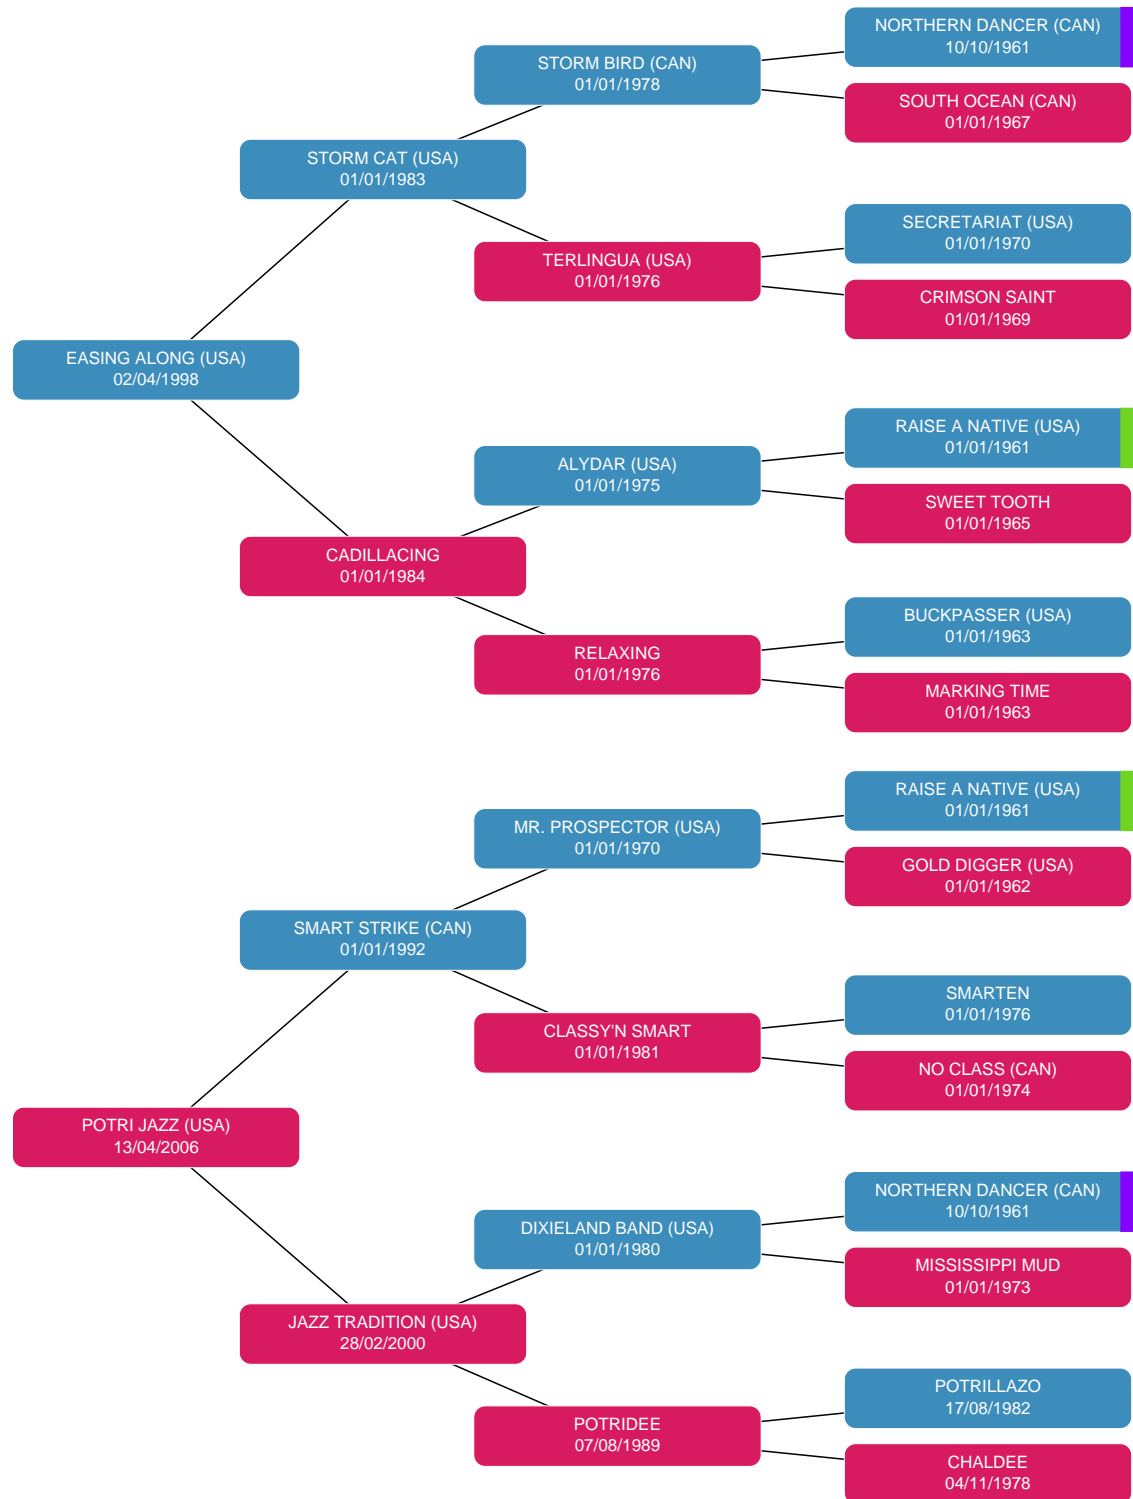 NORTHERN DANCER (CAN)
10/10/1961
STORM BIRD (CAN)
01/01/1978
SOUTH OCEAN (CAN)
01/01/1967
STORM CAT (USA)
01/01/1983
SECRETARIAT (USA)
01/01/1970
TERLINGUA (USA)
01/01/1976
CRIMSON SAINT
01/01/1969
EASING ALONG (USA)
02/04/1998
RAISE A NATIVE (USA)
01/01/1961
ALYDAR (USA)
01/01/1975
SWEET TOOTH
01/01/1965
CADILLACING
01/01/1984
BUCKPASSER (USA)
01/01/1963
RELAXING
01/01/1976
MARKING TIME
01/01/1963
RAISE A NATIVE (USA)
01/01/1961
MR. PROSPECTOR (USA)
01/01/1970
GOLD DIGGER (USA)
01/01/1962
SMART STRIKE (CAN)
01/01/1992
SMARTEN
01/01/1976
CLASSY'N SMART
01/01/1981
NO CLASS (CAN)
01/01/1974
POTRI JAZZ (USA)
13/04/2006
NORTHERN DANCER (CAN)
10/10/1961
DIXIELAND BAND (USA)
01/01/1980
MISSISSIPPI MUD
01/01/1973
JAZZ TRADITION (USA)
28/02/2000
POTRILLAZO
17/08/1982
POTRIDEE
07/08/1989
CHALDEE
04/11/1978